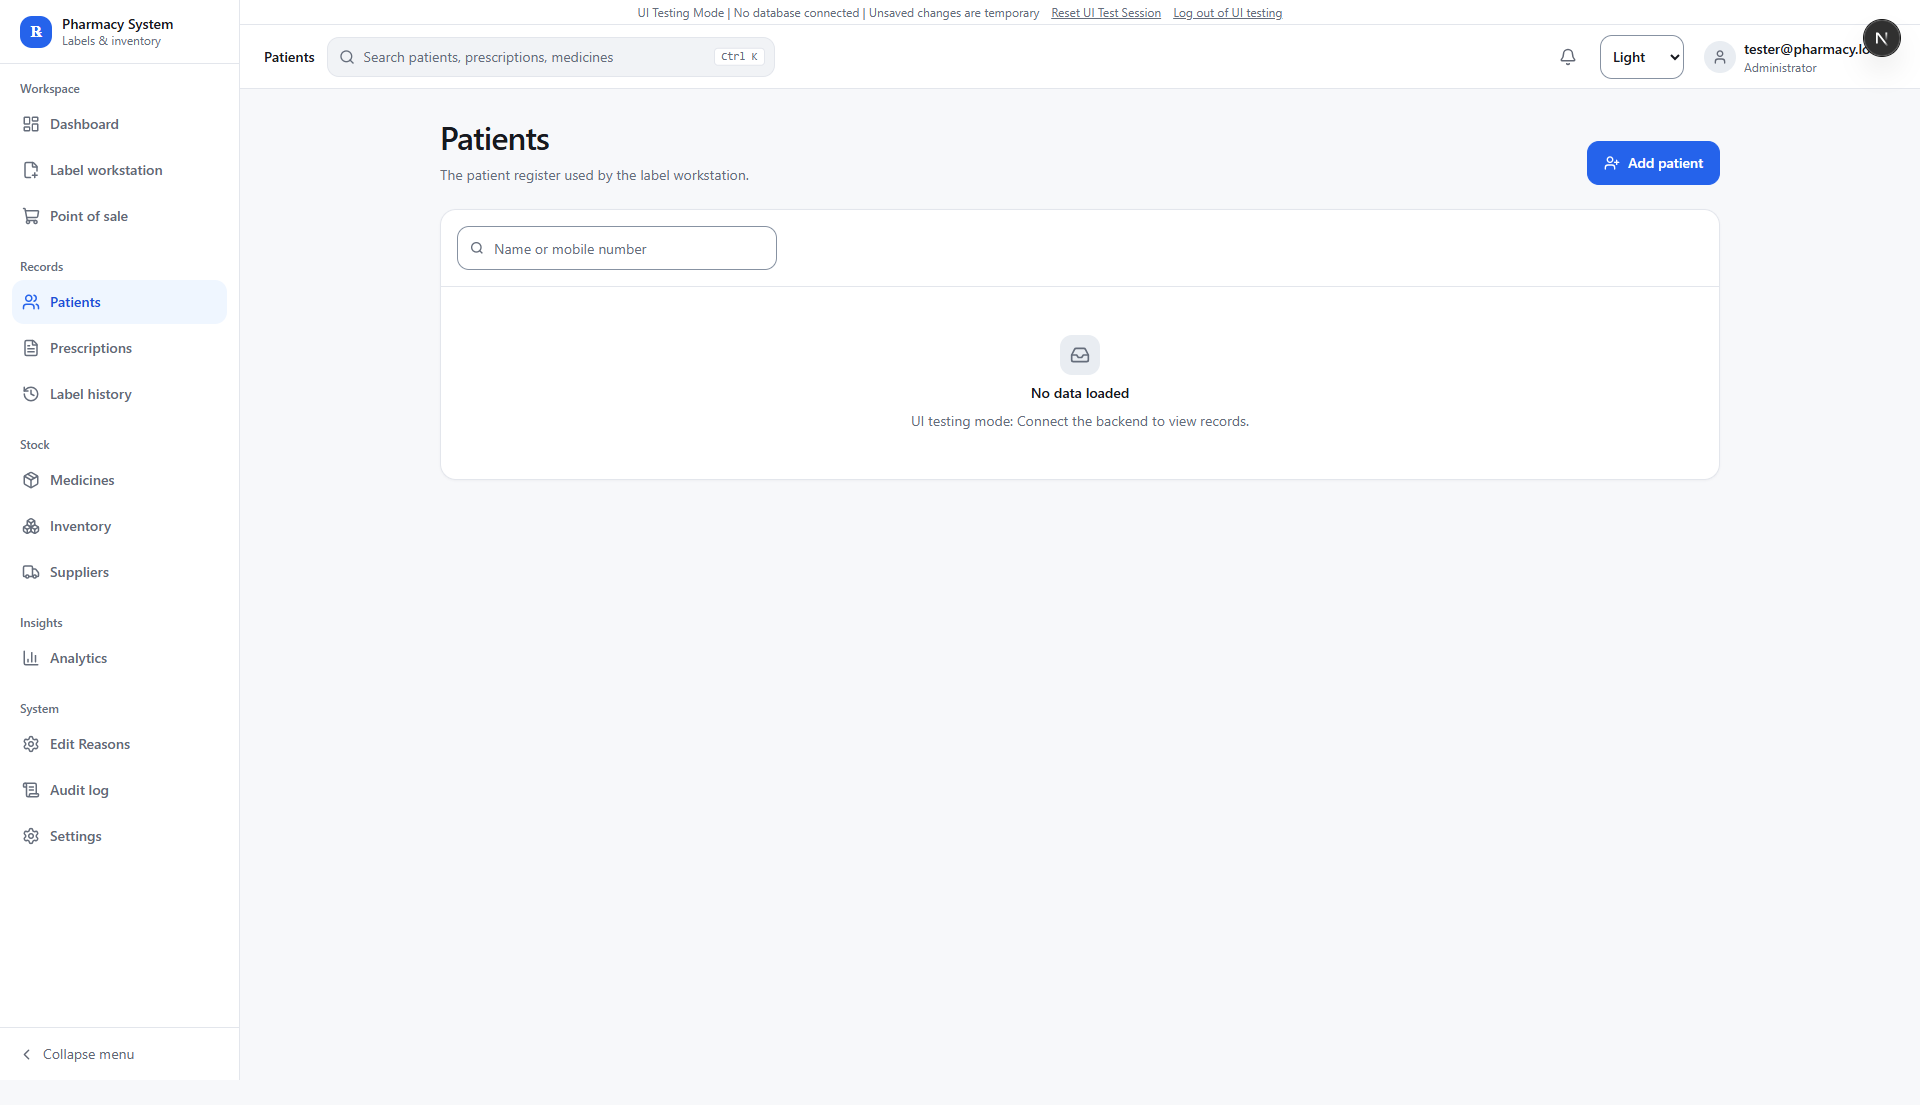 Pharmacy System
Labels & inventory
Workspace
Dashboard
Label workstation
Point of sale
Records
Patients
Prescriptions
Label history
Stock
Medicines
Inventory
Suppliers
Insights
Analytics
System
Edit Reasons
Audit log
Settings
Collapse menu
UI Testing Mode | No database connected | Unsaved changes are temporary Reset UI Test Session Log out of UI testing
Patients
Search patients, prescriptions, medicines
Ctrl K
Light
tester@pharmacy.lo
Administrator
N
Patients
The patient register used by the label workstation.
Add patient
Name or mobile number
No data loaded
UI testing mode: Connect the backend to view records.